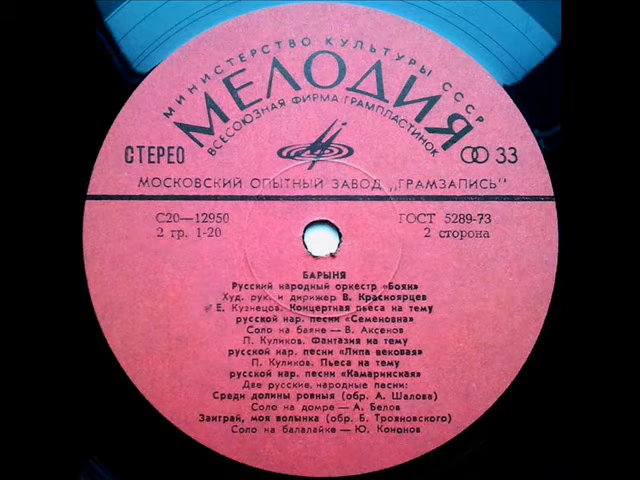 МИНИСТЕРСТВО КУЛЬТУРЫ СССР
МЕЛОДИЯ
ВСЕСОЮЗНАЯ ФИРМА ГРАМПЛАСТИНОК
СТЕРЕО
33
МОСКОВСКИЙ ОПЫТНЫЙ ЗАВОД „ГРАМЗАПИСЬ"
С20—12950
ГОСТ 5289-73
2 гр. 1-20
2 сторона
БАРЫНЯ
Русский народный оркестр «Боян»
Худ. рук. и дирижер В. Красноярцев
Е. Кузнецов. Концертная пьеса на тему
русской нар. песни «Семеновна»
Соло на баяне — В. Аксенов
П. Куликов. Фантазия на тему
русской нар. песни «Липа вековая»
П. Куликов. Пьеса на тему
русской нар. песни «Камаринская»
Две русские народные песни:
Среди долины ровныя (обр. А. Шалова)
Соло на домре — А. Белов
Заиграй, моя волынка (обр. Б. Трояновского)
Соло на балалайке — Ю. Кононов